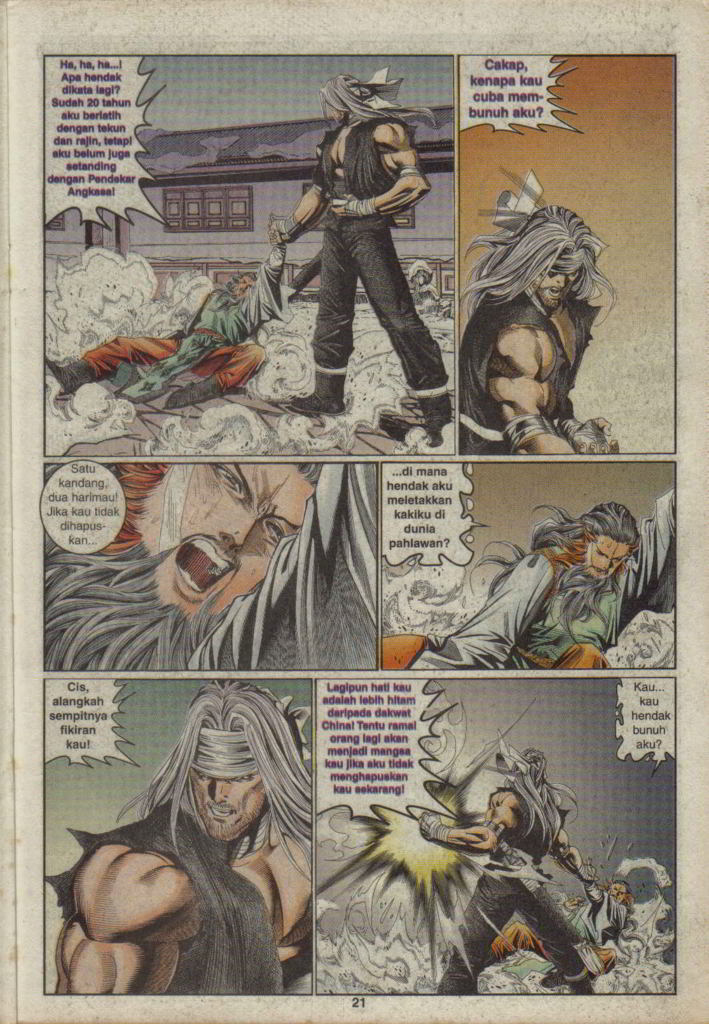 Ha, ha, ha...!
Apa hendak
dikata lagi?
Sudah 20 tahun
aku berlatih
dengan tekun
dan rajin, tetapi
aku belum juga
setanding
dengan Pendekar
Angkasa!
Cakap,
kenapa kau
cuba mem-
bunuh aku?
Satu
kandang,
dua harimau!
Jika kau tidak
dihapus-
kan...
...di mana
hendak aku
meletakkan
kakiku di
dunia
pahlawan?
Cis,
alangkah
sempitnya
fikiran
kau!
Lagipun hati kau
adalah lebih hitam
daripada dakwat
China! Tentu ramai
orang lagi akan
menjadi mangsa
kau jika aku tidak
menghapuskan
kau sekarang!
Kau...
kau
hendak
bunuh
aku?
21